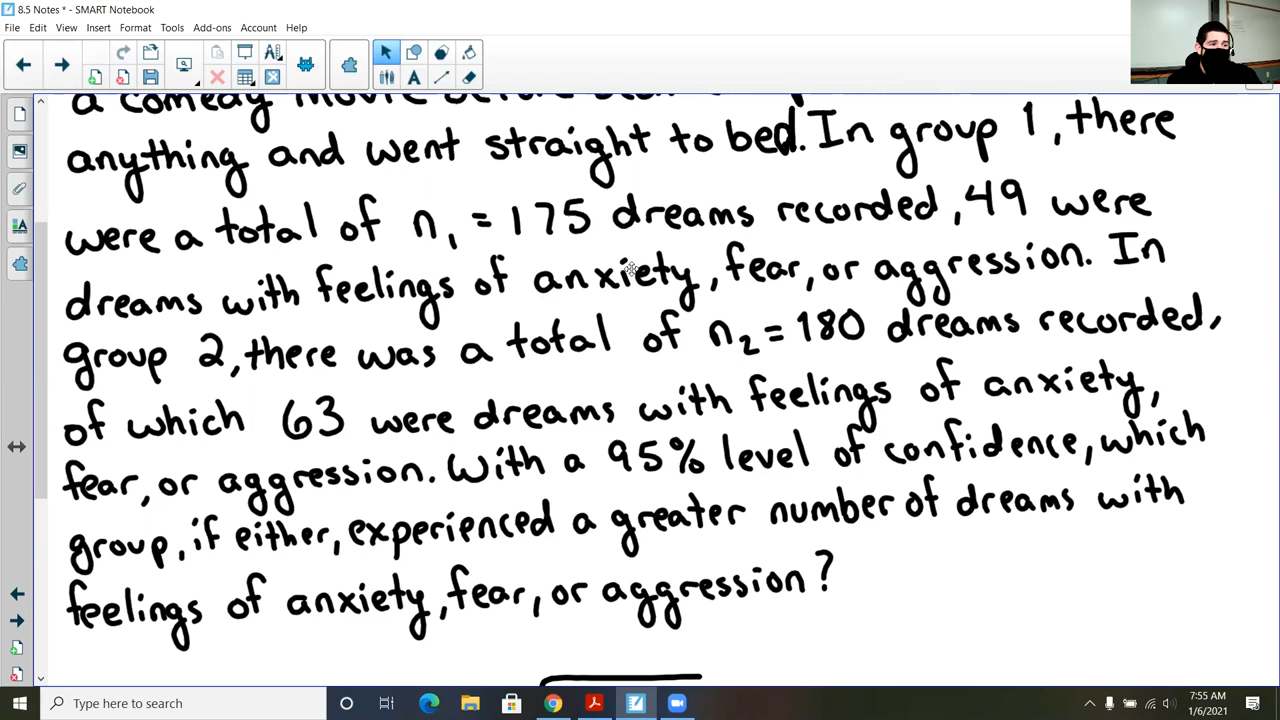 8.5 Notes * - SMART Notebook
File Edit View Insert Format Tools Add-ons Account Help
a comedy movie before
anything and went straight to bed. In group 1, there
were a total of n₁ = 175 dreams recorded, 49 were
dreams with feelings of anxiety, fear, or aggression. In
group 2, there was a total of n₂ = 180 dreams recorded,
of which 63 were dreams with feelings of anxiety,
fear, or aggression. With a 95% level of confidence, which
group, if either, experienced a greater number of dreams with
feelings of anxiety, fear, or aggression?
Type here to search
7:55 AM
1/6/2021